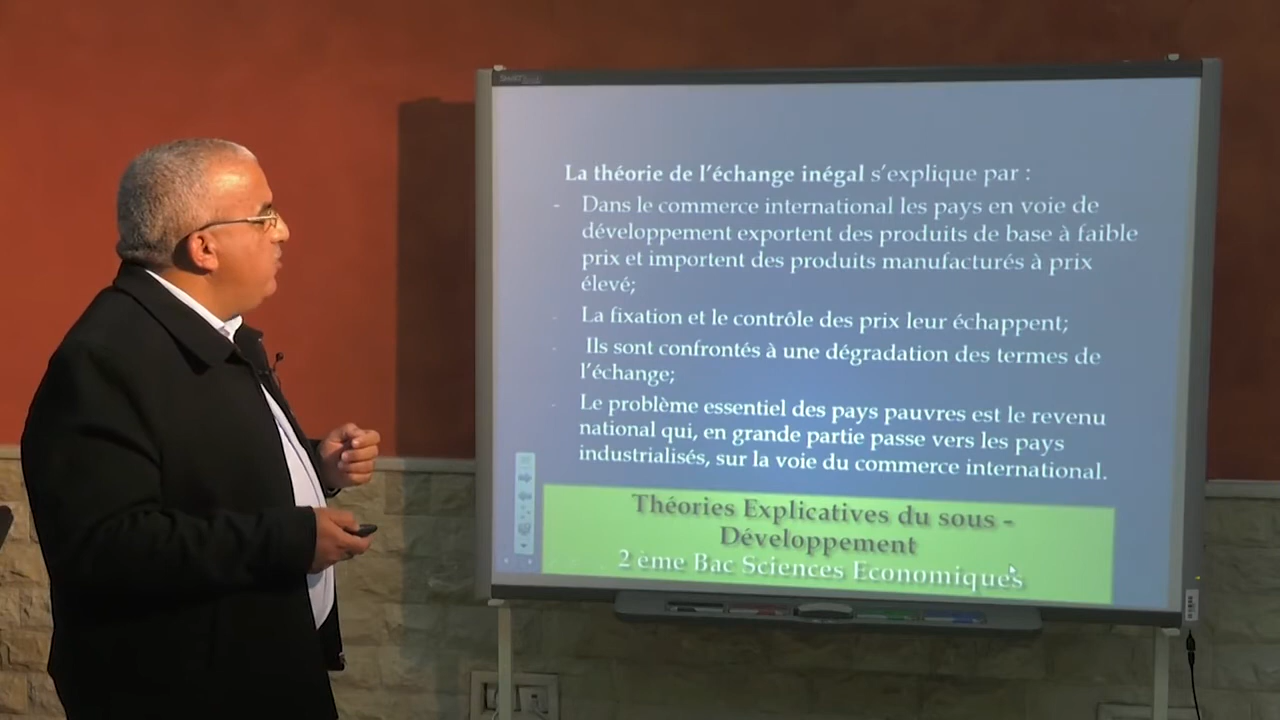 La théorie de l'échange inégal s'explique par :
- Dans le commerce international les pays en voie de
développement exportent des produits de base à faible
prix et importent des produits manufacturés à prix
élevé;
- La fixation et le contrôle des prix leur échappent;
- Ils sont confrontés à une dégradation des termes de
l'échange;
- Le problème essentiel des pays pauvres est le revenu
national qui, en grande partie passe vers les pays
industrialisés, sur la voie du commerce international.
Théories Explicatives du sous -
Développement
2 ème Bac Sciences Economiques